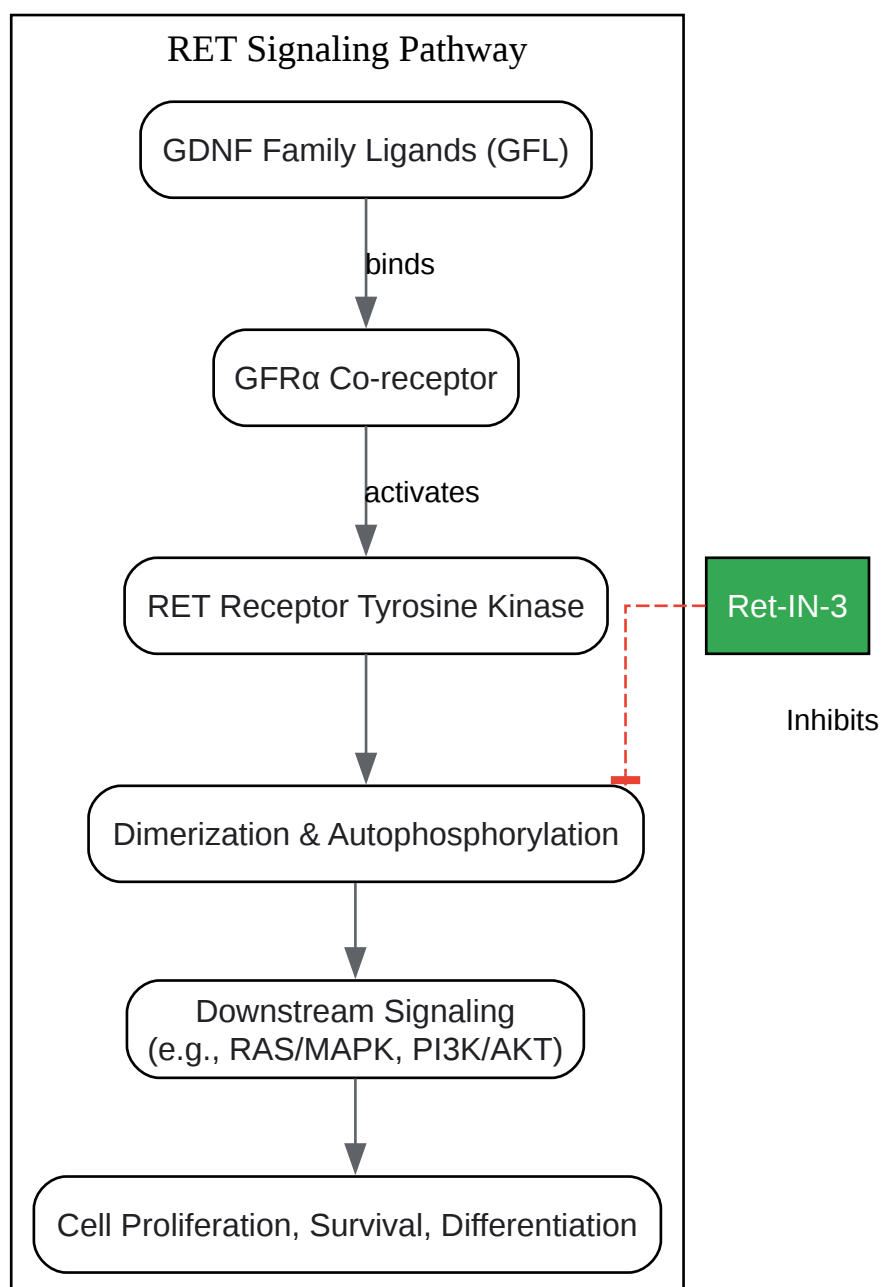 RET Signaling Pathway
GDNF Family Ligands (GFL)
binds
GFRα Co-receptor
activates
RET Receptor Tyrosine Kinase
Ret-IN-3
Inhibits
Dimerization & Autophosphorylation
Downstream Signaling
(e.g., RAS/MAPK, PI3K/AKT)
Cell Proliferation, Survival, Differentiation